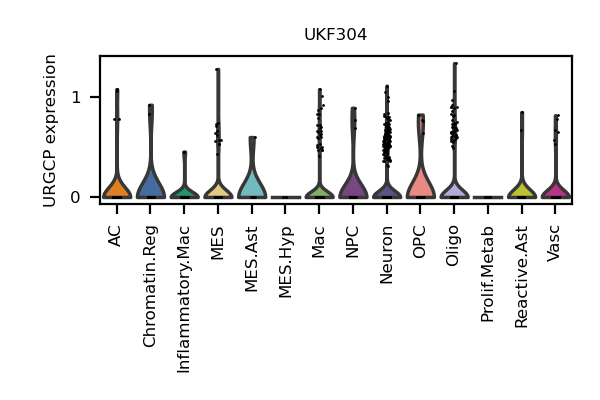 UKF304
URGCP expression
1
0
AC
Chromatin.Reg
Inflammatory.Mac
MES
MES.Ast
MES.Hyp
Mac
NPC
Neuron
OPC
Oligo
Prolif.Metab
Reactive.Ast
Vasc